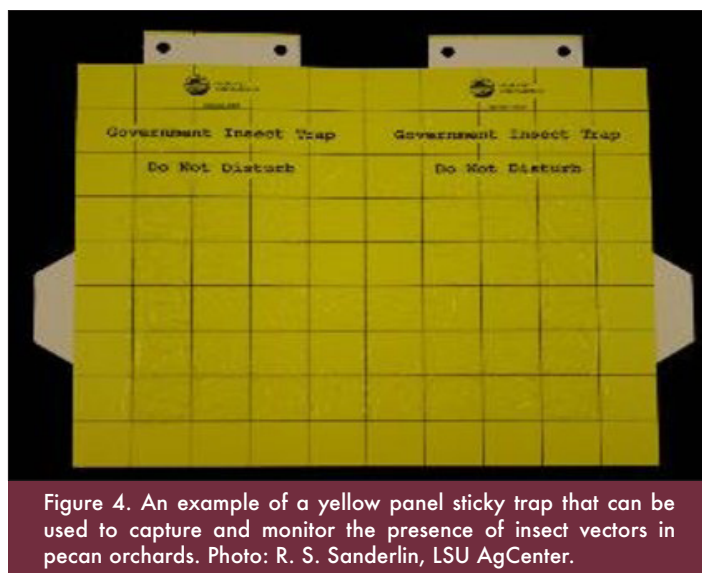 Government Insect Trap
Do Not Disturb
Government Insect Trap
Do Not Disturb
Figure 4. An example of a yellow panel sticky trap that can be
used to capture and monitor the presence of insect vectors in
pecan orchards. Photo: R. S. Sanderlin, LSU AgCenter.